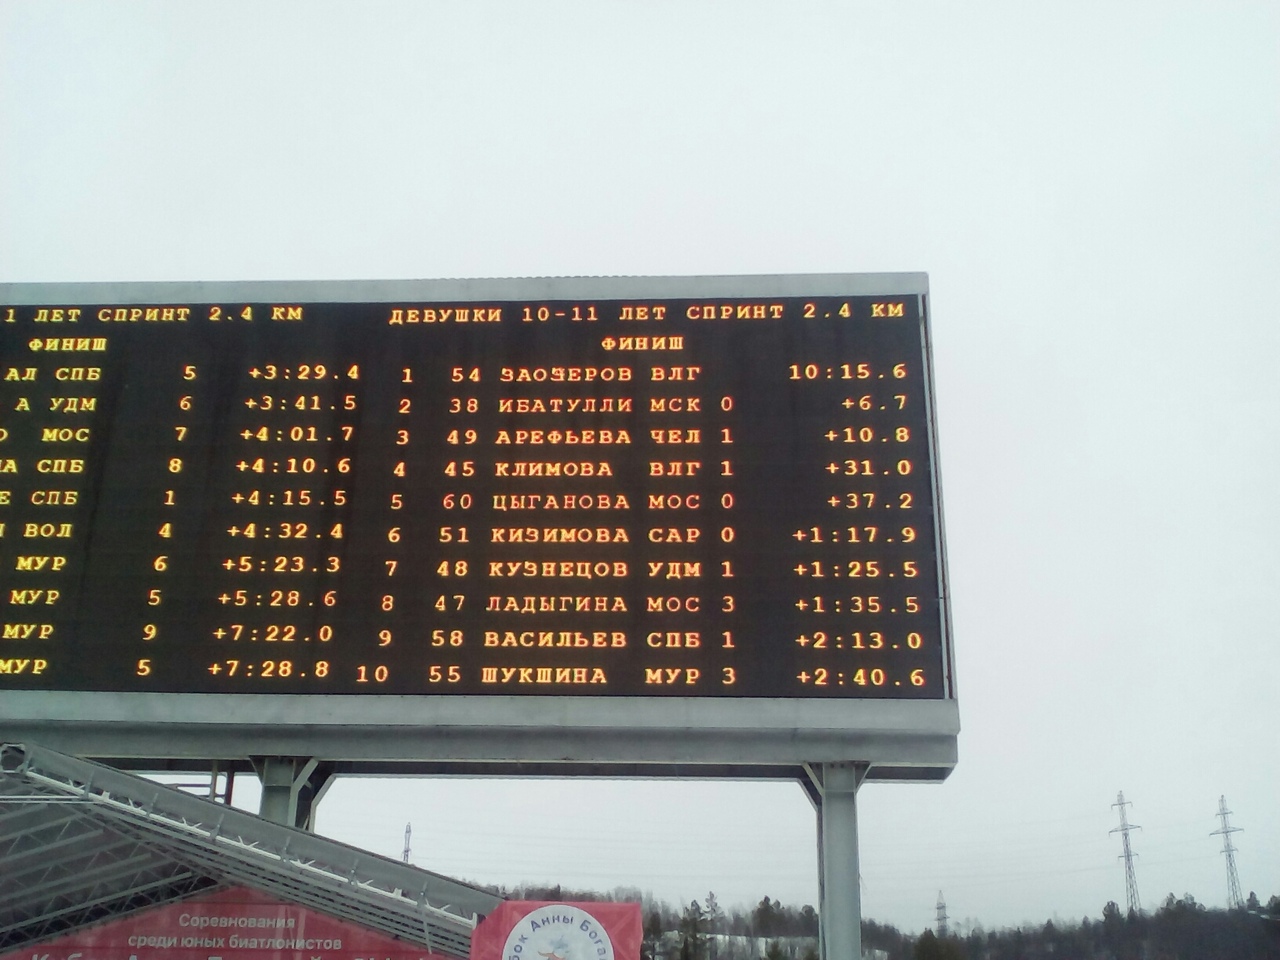 1 ЛЕТ СПРИНТ 2.4 КМ
ФИНИШ
АЛ СПБ 5 +3:29.4
А УДМ 6 +3:41.5
МОС 7 +4:01.7
А СПБ 8 +4:10.6
Е СПБ 1 +4:15.5
ВОЛ 4 +4:32.4
МУР 6 +5:23.3
МУР 5 +5:28.6
МУР 9 +7:22.0
МУР 5 +7:28.8
ДЕВУШКИ 10-11 ЛЕТ СПРИНТ 2.4 КМ
ФИНИШ
1 54 ЗАОЗЕРОВ ВЛГ 10:15.6
2 38 ИБАТУЛЛИ МСК 0 +6.7
3 49 АРЕФЬЕВА ЧЕЛ 1 +10.8
4 45 КЛИМОВА ВЛГ 1 +31.0
5 60 ЦЫГАНОВА МОС 0 +37.2
6 51 КИЗИМОВА САР 0 +1:17.9
7 48 КУЗНЕЦОВ УДМ 1 +1:25.5
8 47 ЛАДЫГИНА МОС 3 +1:35.5
9 58 ВАСИЛЬЕВ СПБ 1 +2:13.0
10 55 ШУКШИНА МУР 3 +2:40.6
Соревнования
среди юных биатлонистов
бок Анны Бога